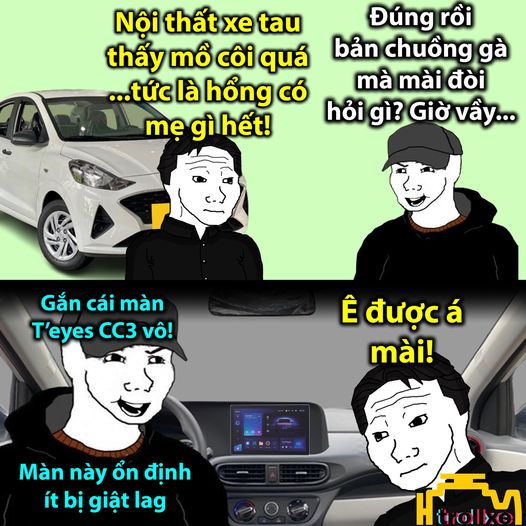 Nội thất xe tau
thấy mồ côi quá
...tức là hổng có
mẹ gì hết!
Đúng rồi
bản chuồng gà
mà mài đòi
hỏi gì? Giờ vầy...
Gắn cái màn
T'eyes CC3 vô!
Ê được á
mài!
Màn này ổn định
ít bị giật lag
trollxe